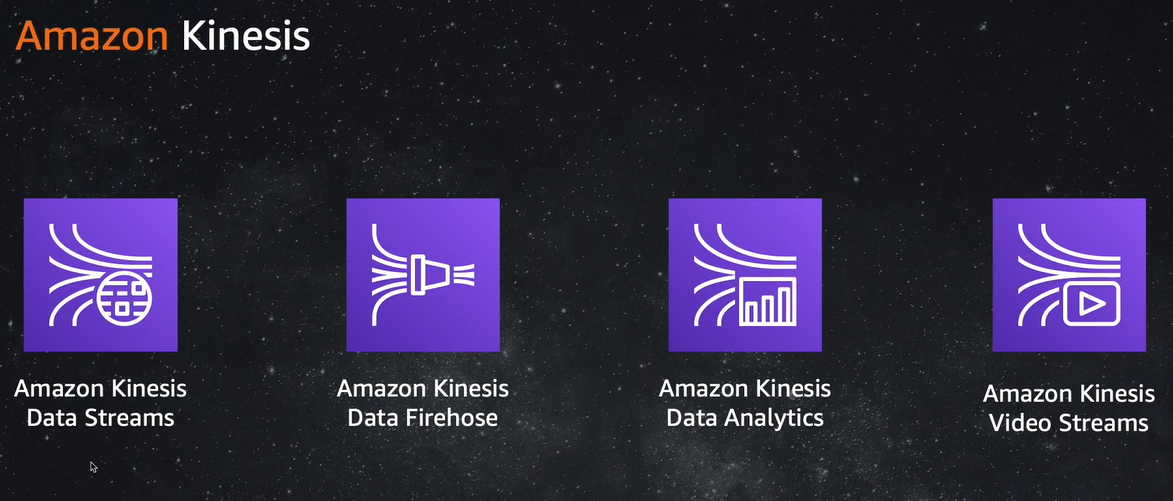 Amazon Kinesis
Amazon Kinesis
Data Streams
Amazon Kinesis
Data Firehose
Amazon Kinesis
Data Analytics
Amazon Kinesis
Video Streams